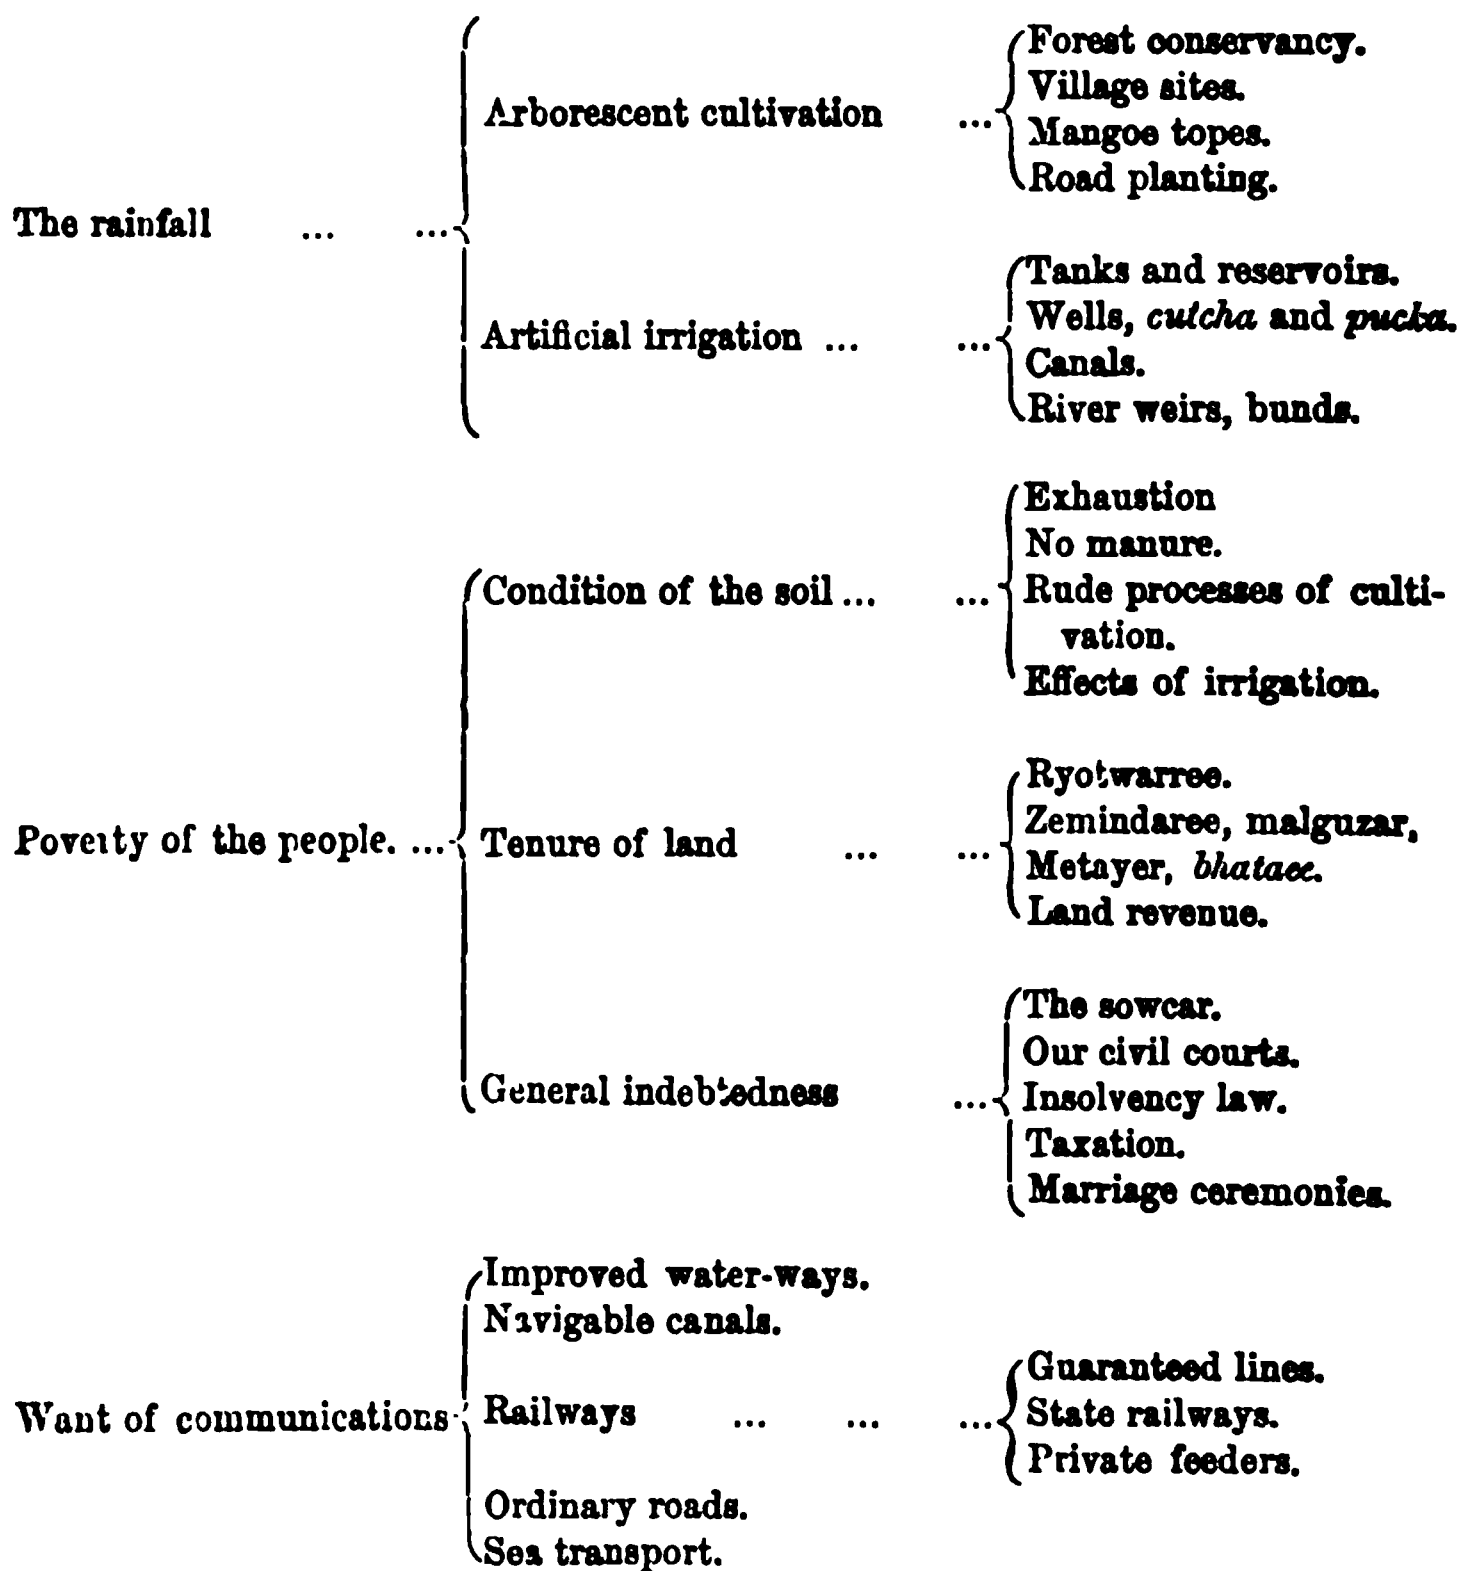 Forest conservancy.
Village sites.
Arborescent cultivation ...
Mangoe topes.
Road planting.
The rainfall ... ...
Tanks and reservoirs.
Wells, cutcha and pucka.
Artificial irrigation ... ...
Canals.
River weirs, bunds.
Exhaustion
No manure.
Condition of the soil ... ...
Rude processes of culti-
vation.
Effects of irrigation.
Ryotwarree.
Zemindaree, malguzar,
Poverty of the people. ...
Tenure of land ... ...
Metayer, bhataee.
Land revenue.
The sowcar.
Our civil courts.
General indebtedness ...
Insolvency law.
Taxation.
Marriage ceremonies.
Improved water-ways.
Navigable canals.
Want of communications
Railways ... ... ...
Guaranteed lines.
State railways.
Private feeders.
Ordinary roads.
Sea transport.